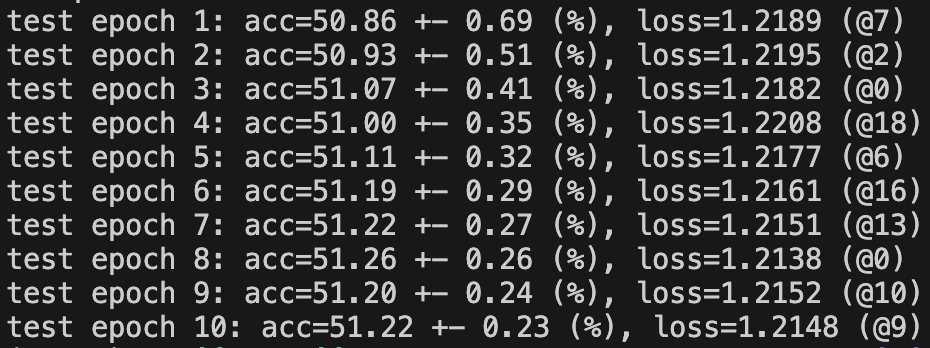 test epoch 1: acc=50.86 +- 0.69 (%), loss=1.2189 (@7)
test epoch 2: acc=50.93 +- 0.51 (%), loss=1.2195 (@2)
test epoch 3: acc=51.07 +- 0.41 (%), loss=1.2182 (@0)
test epoch 4: acc=51.00 +- 0.35 (%), loss=1.2208 (@18)
test epoch 5: acc=51.11 +- 0.32 (%), loss=1.2177 (@6)
test epoch 6: acc=51.19 +- 0.29 (%), loss=1.2161 (@16)
test epoch 7: acc=51.22 +- 0.27 (%), loss=1.2151 (@13)
test epoch 8: acc=51.26 +- 0.26 (%), loss=1.2138 (@0)
test epoch 9: acc=51.20 +- 0.24 (%), loss=1.2152 (@10)
test epoch 10: acc=51.22 +- 0.23 (%), loss=1.2148 (@9)